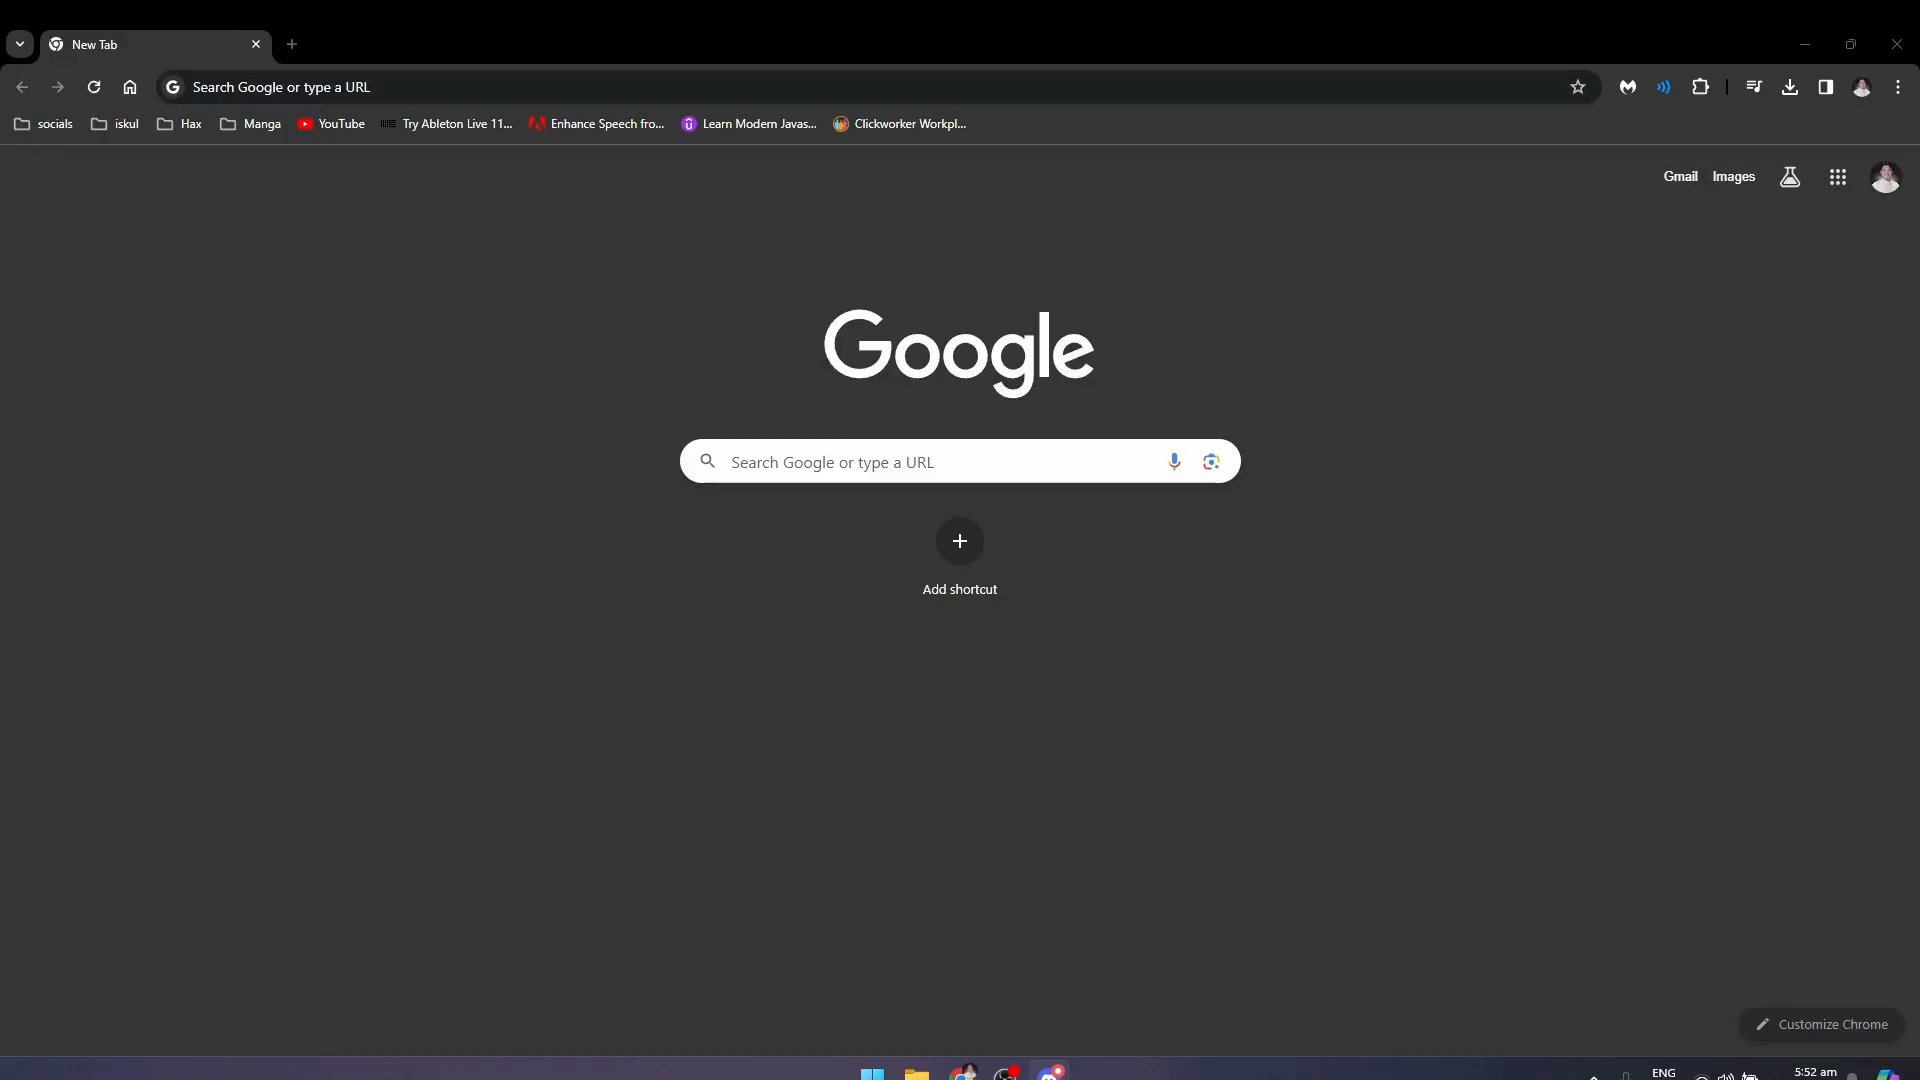 New Tab
Search Google or type a URL
socials iskul Hax Manga YouTube Try Ableton Live 11... Enhance Speech fro... Learn Modern Javas... Clickworker Workpl...
Gmail Images
Google
Search Google or type a URL
Add shortcut
Customize Chrome
ENG 5:52 am